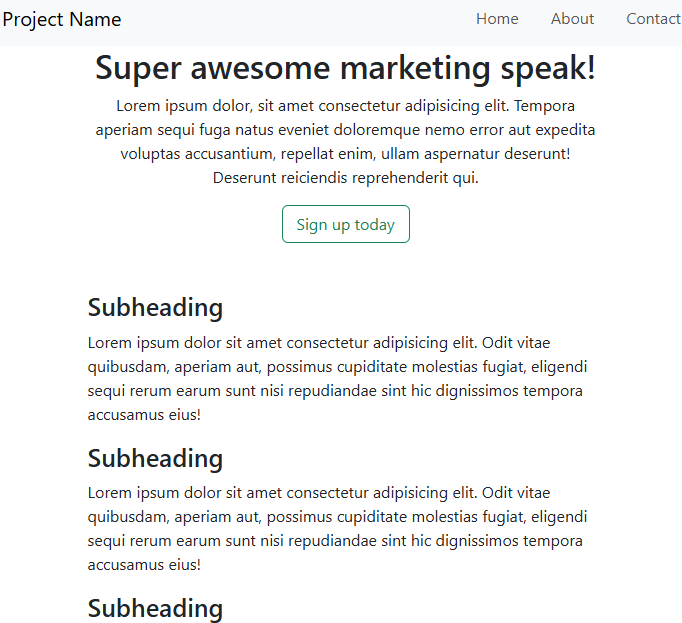 Project Name Home About Contact
Super awesome marketing speak!
Lorem ipsum dolor, sit amet consectetur adipisicing elit. Tempora
aperiam sequi fuga natus eveniet doloremque nemo error aut expedita
voluptas accusantium, repellat enim, ullam aspernatur deserunt!
Deserunt reiciendis reprehenderit qui.
Sign up today
Subheading
Lorem ipsum dolor sit amet consectetur adipisicing elit. Odit vitae
quibusdam, aperiam aut, possimus cupiditate molestias fugiat, eligendi
sequi rerum earum sunt nisi repudiandae sint hic dignissimos tempora
accusamus eius!
Subheading
Lorem ipsum dolor sit amet consectetur adipisicing elit. Odit vitae
quibusdam, aperiam aut, possimus cupiditate molestias fugiat, eligendi
sequi rerum earum sunt nisi repudiandae sint hic dignissimos tempora
accusamus eius!
Subheading